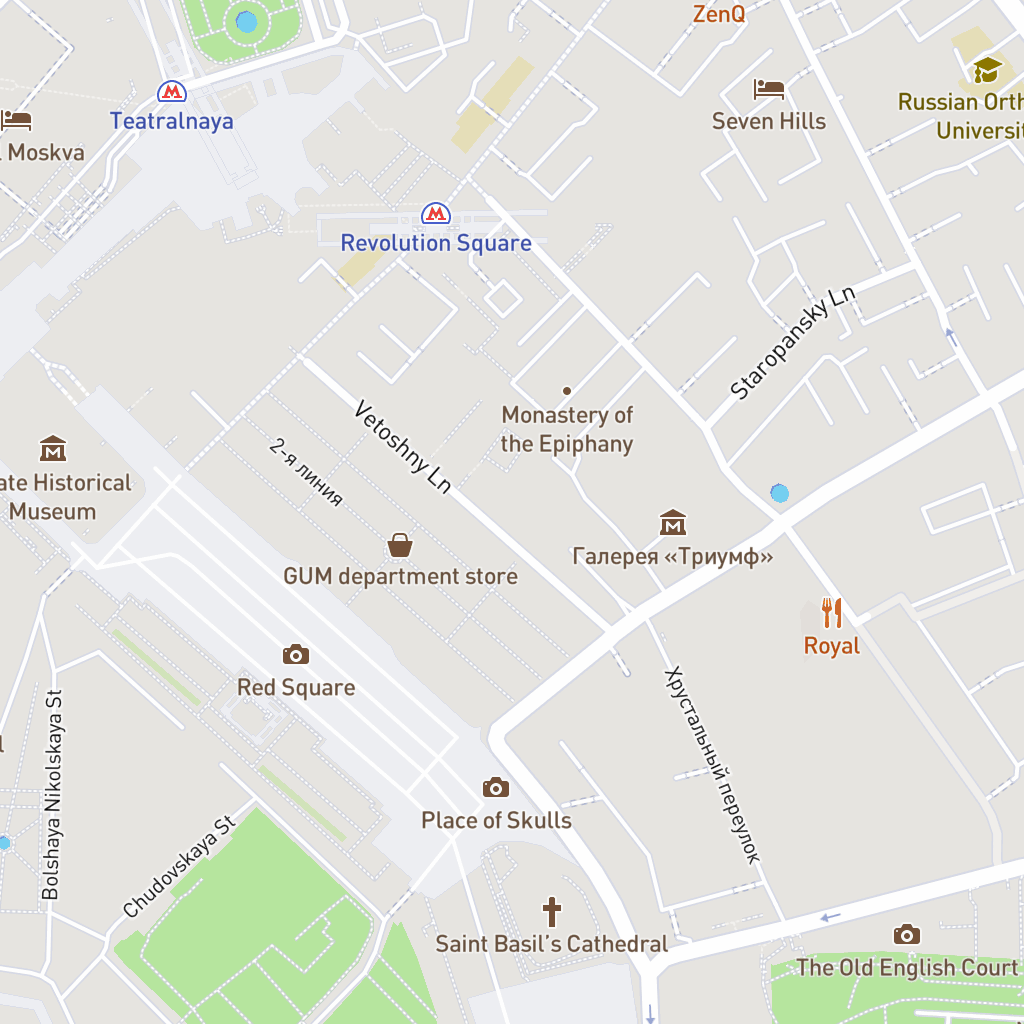 ZenQ
Seven Hills
Russian Orth
Universit
Teatralnaya
Moskva
Revolution Square
Staropansky Ln
Monastery of
the Epiphany
Vetoshny Ln
2-я линия
ate Historical
Museum
GUM department store
Галерея «Триумф»
Royal
Red Square
Хрустальный переулок
Bolshaya Nikolskaya St
Place of Skulls
Chudovskaya St
Saint Basil's Cathedral
The Old English Court